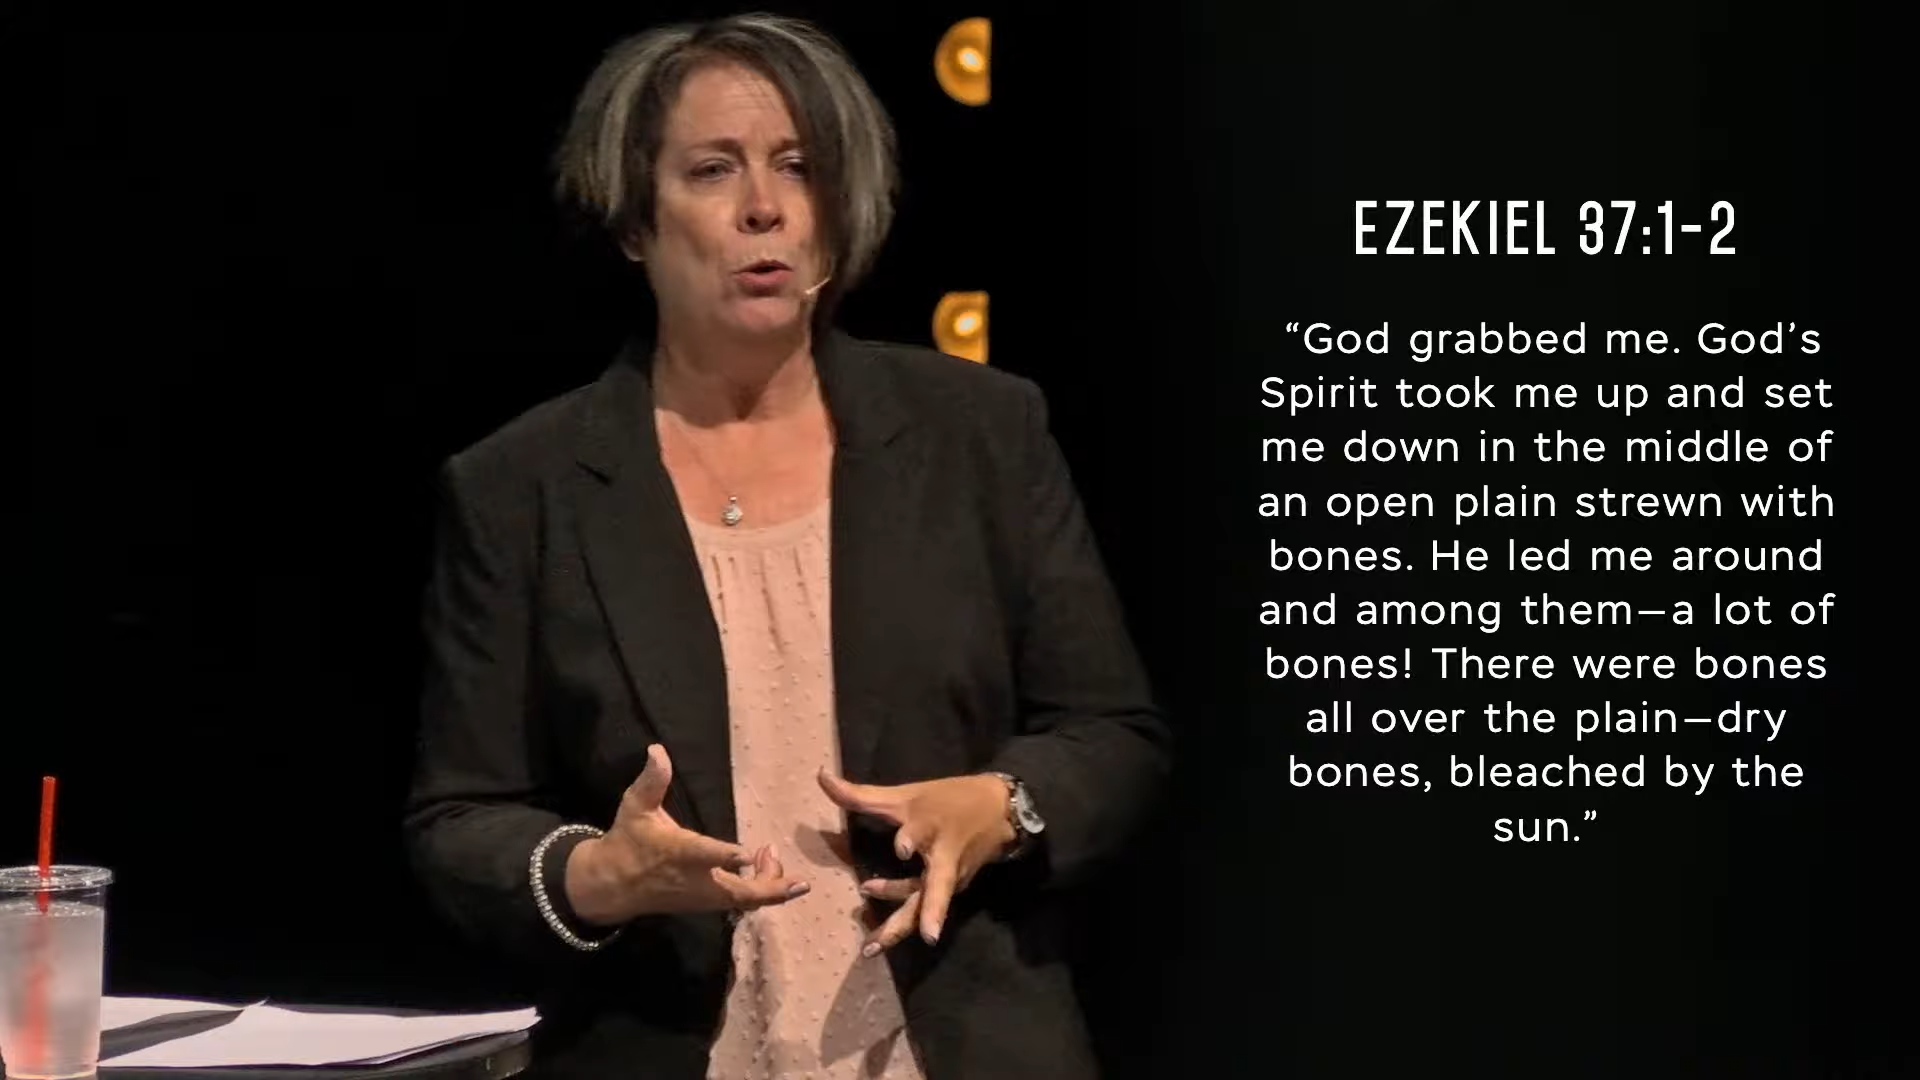 EZEKIEL 37:1-2
“God grabbed me. God’s
Spirit took me up and set
me down in the middle of
an open plain strewn with
bones. He led me around
and among them—a lot of
bones! There were bones
all over the plain—dry
bones, bleached by the
sun.”